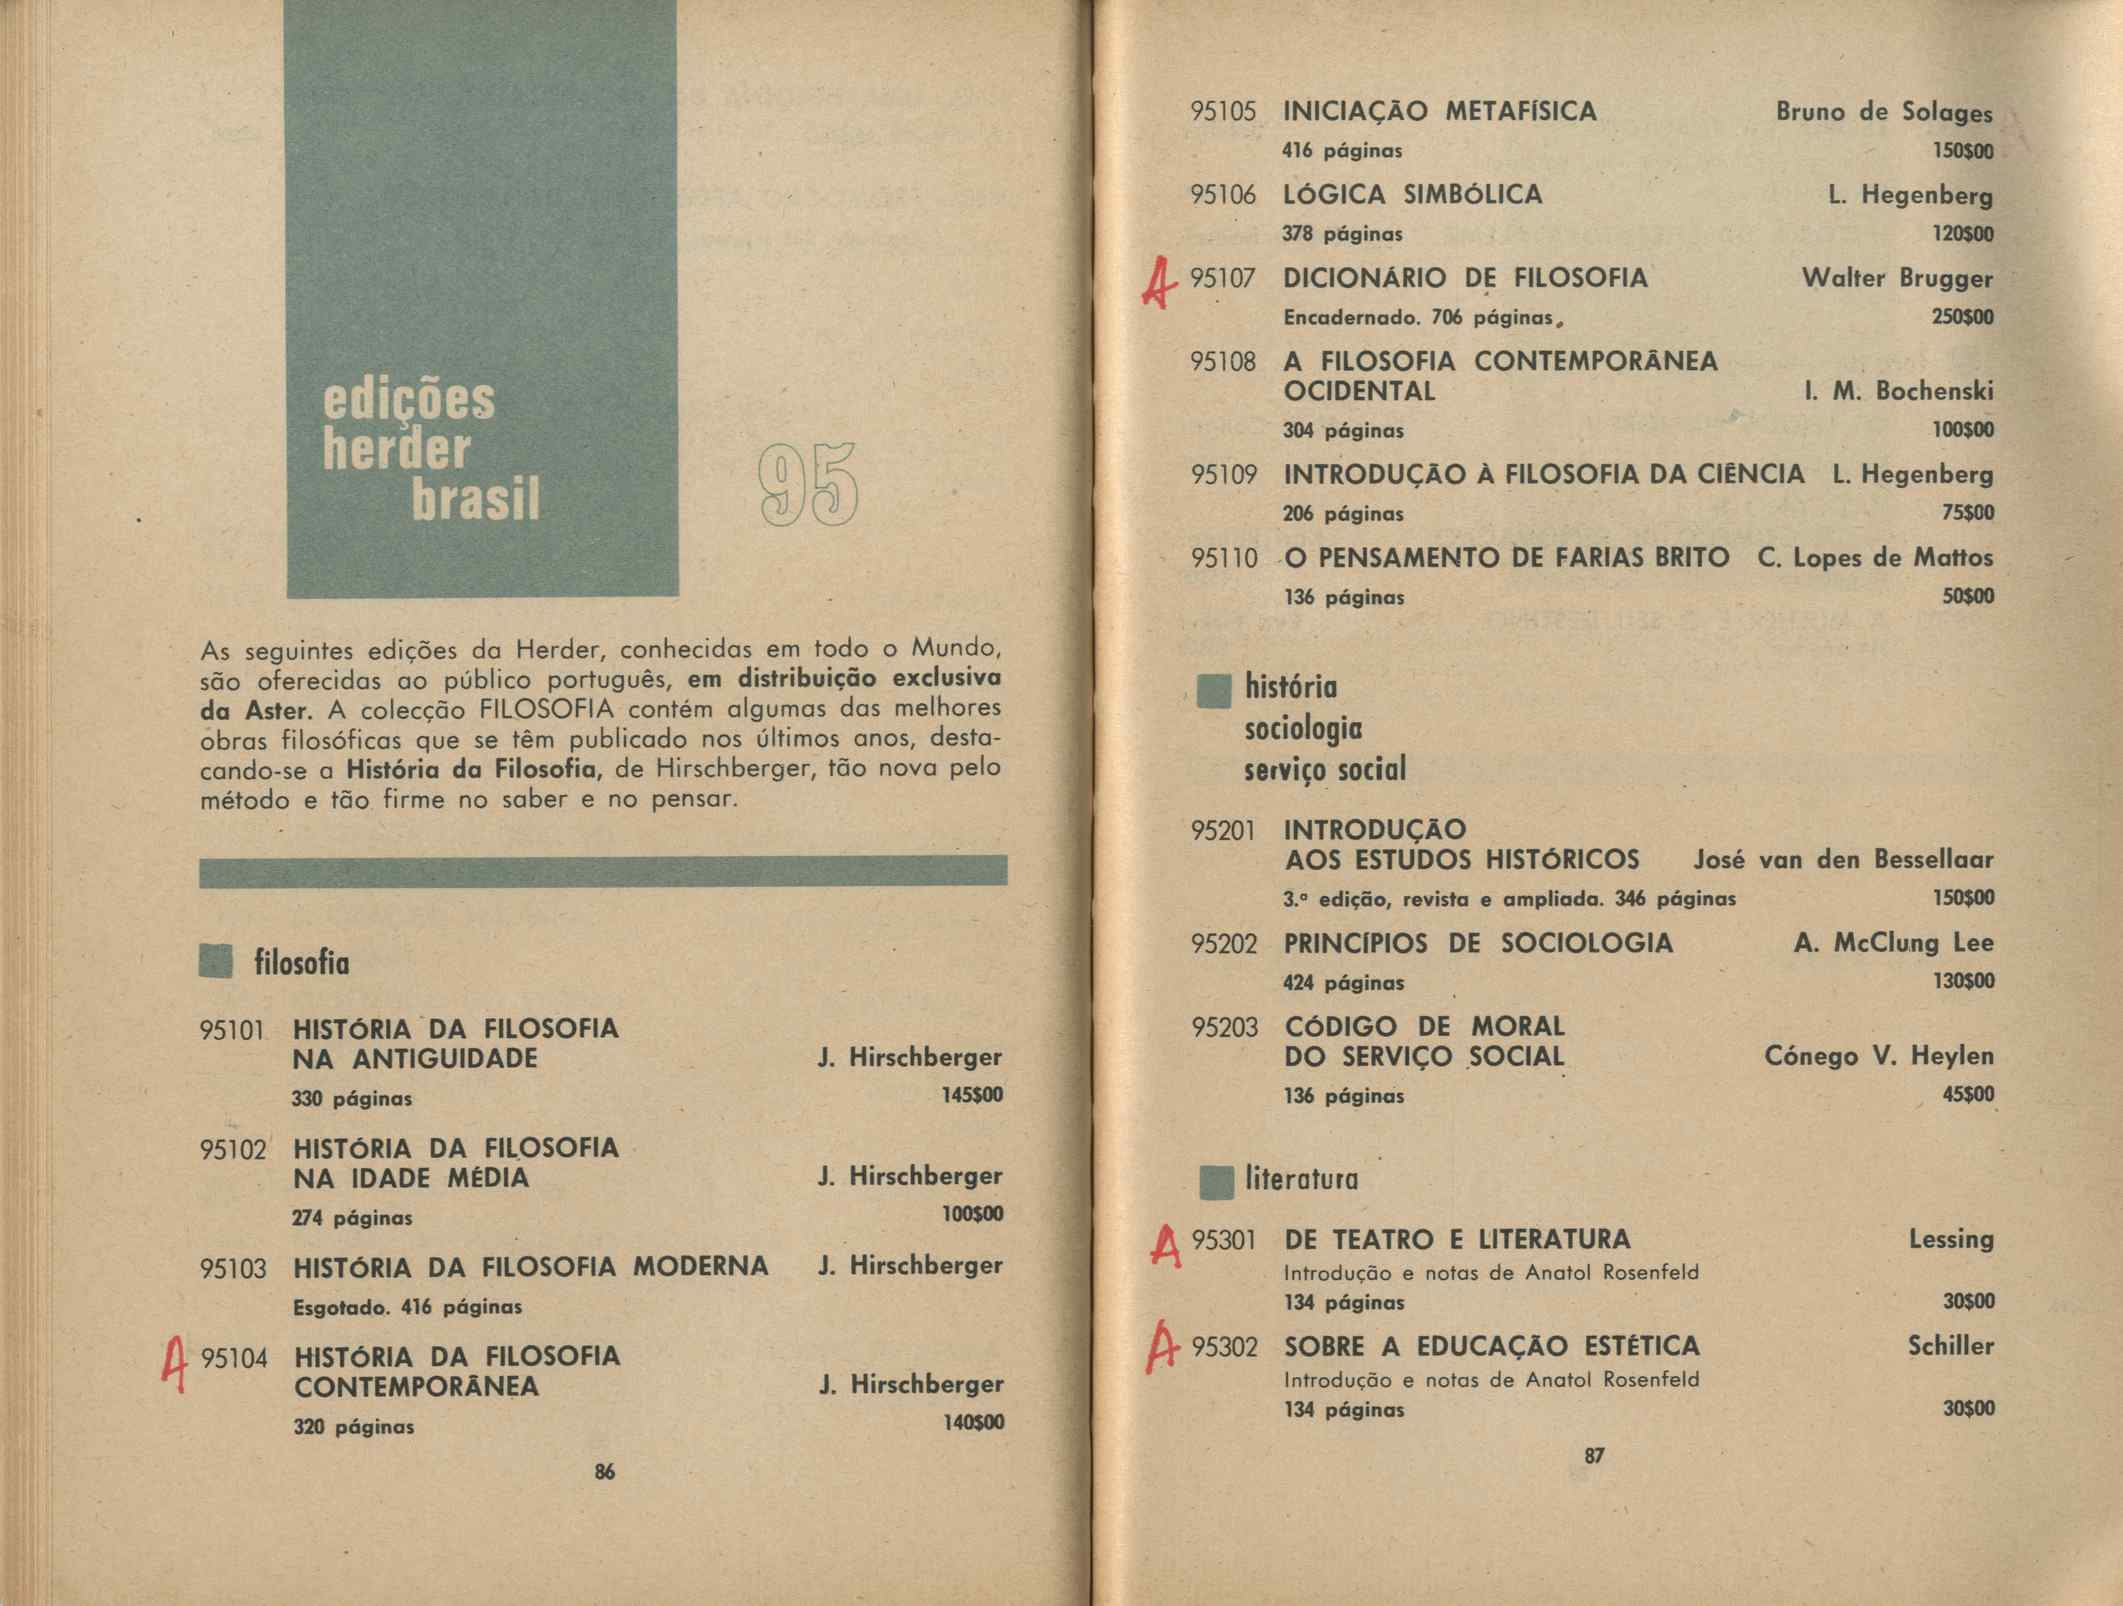 edições
herder
brasil
95
As seguintes edições da Herder, conhecidas em todo o Mundo,
são oferecidas ao público português, em distribuição exclusiva
da Aster. A colecção FILOSOFIA contém algumas das melhores
obras filosóficas que se têm publicado nos últimos anos, desta-
cando-se a História da Filosofia, de Hirschberger, tão nova pelo
método e tão firme no saber e no pensar.
filosofia
95101 HISTÓRIA DA FILOSOFIA
NA ANTIGUIDADE J. Hirschberger
330 páginas 145$00
95102 HISTÓRIA DA FILOSOFIA
NA IDADE MÉDIA J. Hirschberger
274 páginas 100$00
95103 HISTÓRIA DA FILOSOFIA MODERNA J. Hirschberger
Esgotado. 416 páginas
A 95104 HISTÓRIA DA FILOSOFIA
CONTEMPORÂNEA J. Hirschberger
320 páginas 140$00
86
95105 INICIAÇÃO METAFÍSICA Bruno de Solages
416 páginas 150$00
95106 LÓGICA SIMBÓLICA L. Hegenberg
378 páginas 120$00
A 95107 DICIONÁRIO DE FILOSOFIA Walter Brugger
Encadernado. 706 páginas. 250$00
95108 A FILOSOFIA CONTEMPORÂNEA
OCIDENTAL I. M. Bochenski
304 páginas 100$00
95109 INTRODUÇÃO À FILOSOFIA DA CIÊNCIA L. Hegenberg
206 páginas 75$00
95110 O PENSAMENTO DE FARIAS BRITO C. Lopes de Mattos
136 páginas 50$00
história
sociologia
serviço social
95201 INTRODUÇÃO
AOS ESTUDOS HISTÓRICOS José van den Bessellaar
3.ª edição, revista e ampliada. 346 páginas 150$00
95202 PRINCÍPIOS DE SOCIOLOGIA A. McClung Lee
424 páginas 130$00
95203 CÓDIGO DE MORAL
DO SERVIÇO SOCIAL Cónego V. Heylen
136 páginas 45$00
literatura
A 95301 DE TEATRO E LITERATURA Lessing
Introdução e notas de Anatol Rosenfeld
134 páginas 30$00
A 95302 SOBRE A EDUCAÇÃO ESTÉTICA Schiller
Introdução e notas de Anatol Rosenfeld
134 páginas 30$00
87